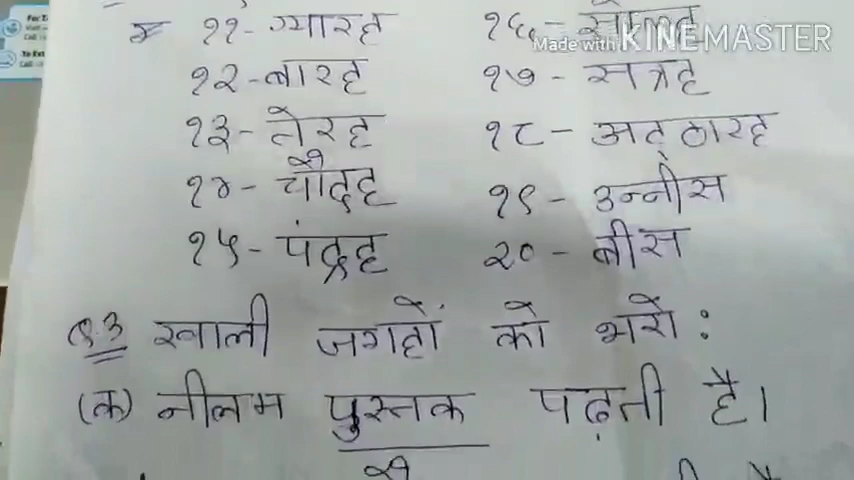 ११-ग्यारह
१६-सोलह
Made with KINEMASTER
१२-बारह
१७-सत्रह
१३-तेरह
१८-अट्ठारह
१४-चौदह
१९-उन्नीस
१५-पंद्रह
२०-बीस
Q.3 खाली जगहों को भरो:
(क) नीलम पुस्तक पढ़ती है।